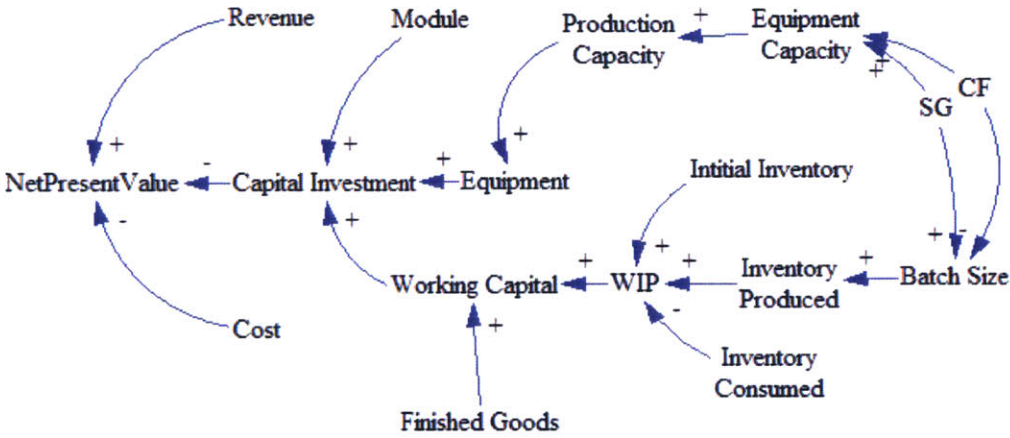 Revenue
Module
Production
Capacity
+
Equipment
Capacity
+
+
CF
SG
+
+
+
-
+
NetPresentValue
Capital Investment
Equipment
Intitial Inventory
-
+
+
-
+
+
+
+
Working Capital
WIP
Inventory
Produced
Batch Size
-
+
Cost
Inventory
Consumed
Finished Goods